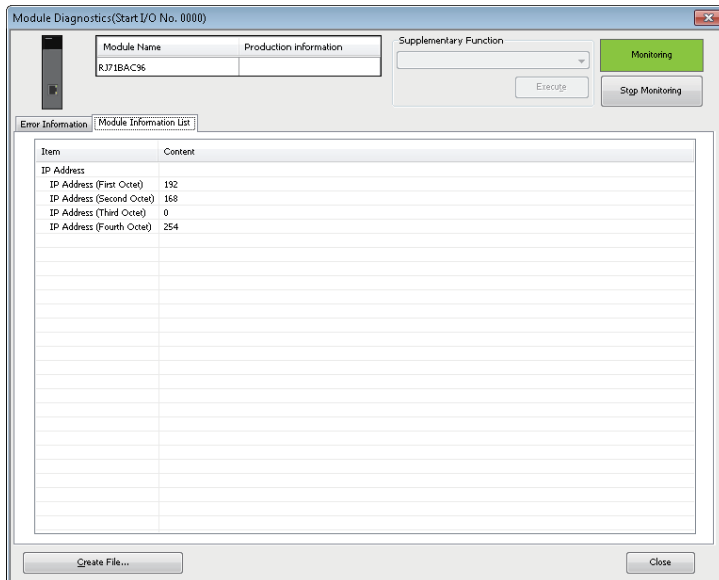 Module Diagnostics(Start I/O No. 0000)
Module Name Production information
RJ71BAC96
Supplementary Function
Execute
Monitoring
Stop Monitoring
Error Information Module Information List
Item Content
IP Address
IP Address (First Octet) 192
IP Address (Second Octet) 168
IP Address (Third Octet) 0
IP Address (Fourth Octet) 254
Create File... Close